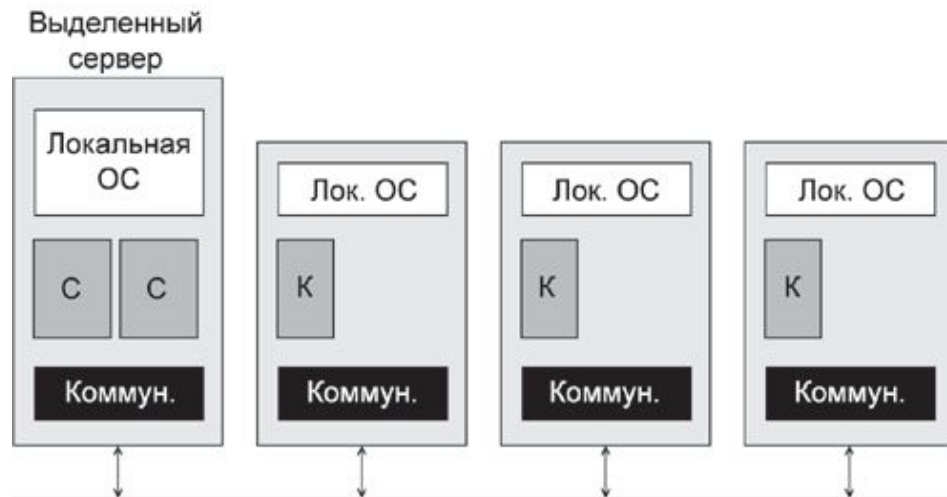 Выделенный
сервер
Локальная
ОС
Лок. ОС
Лок. ОС
Лок. ОС
С
С
К
К
К
Коммун.
Коммун.
Коммун.
Коммун.